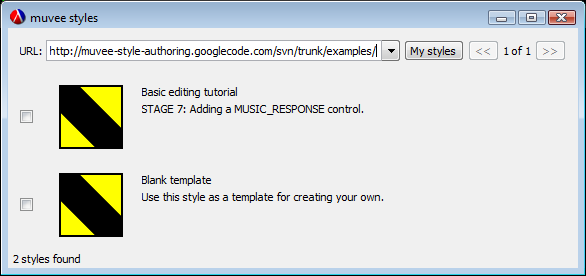 muvee styles
URL: http://muvee-style-authoring.googlecode.com/svn/trunk/examples/ My styles << 1 of 1 >>
Basic editing tutorial
STAGE 7: Adding a MUSIC_RESPONSE control.
Blank template
Use this style as a template for creating your own.
2 styles found